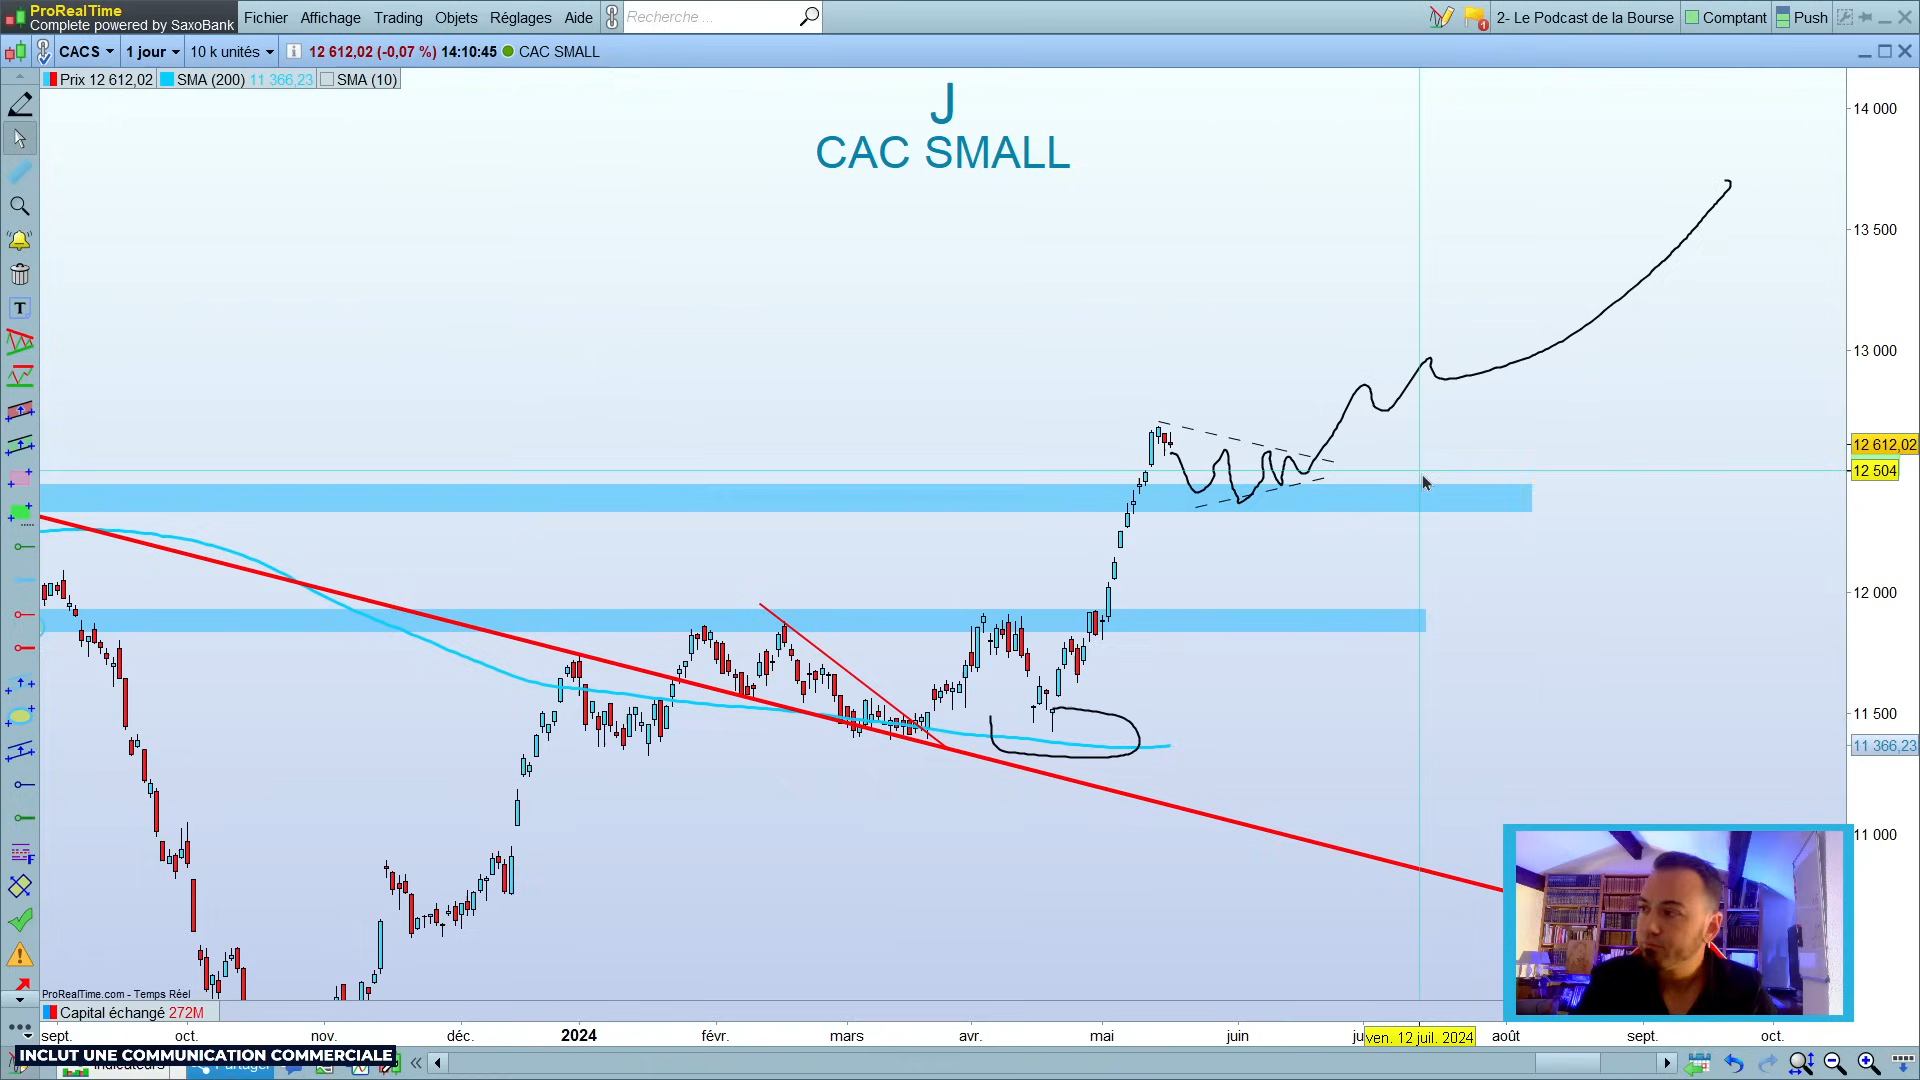 ProRealTime
Complete powered by SaxoBank
Fichier Affichage Trading Objets Réglages Aide
Recherche ...
1
2- Le Podcast de la Bourse
Comptant
Push
CACS
1 jour
10 k unités
12 612,02 (-0,07 %) 14:10:45 CAC SMALL
Prix 12 612,02
SMA (200) 11 366,23
SMA (10)
J
CAC SMALL
14 000
13 500
13 000
12 612,02
12 504
12 000
11 500
11 366,23
11 000
T
F
ProRealTime.com - Temps Réel
Capital échangé 272M
sept. oct. nov. déc. 2024 févr. mars avr. mai juin ven. 12 juil. 2024 août sept. oct.
INCLUT UNE COMMUNICATION COMMERCIALE